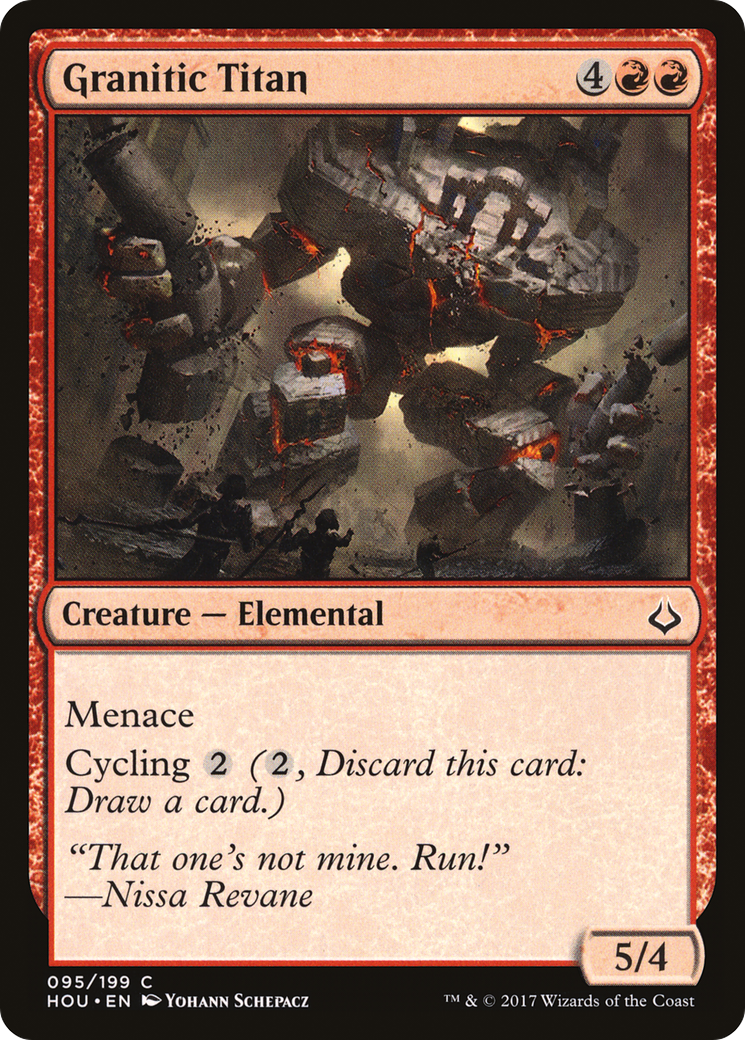 Granitic Titan 4
Creature — Elemental
Menace
Cycling 2 (2, Discard this card:
Draw a card.)
“That one’s not mine. Run!”
—Nissa Revane
5/4
095/199 C
HOU • EN Yohann Schepacz
™ & © 2017 Wizards of the Coast